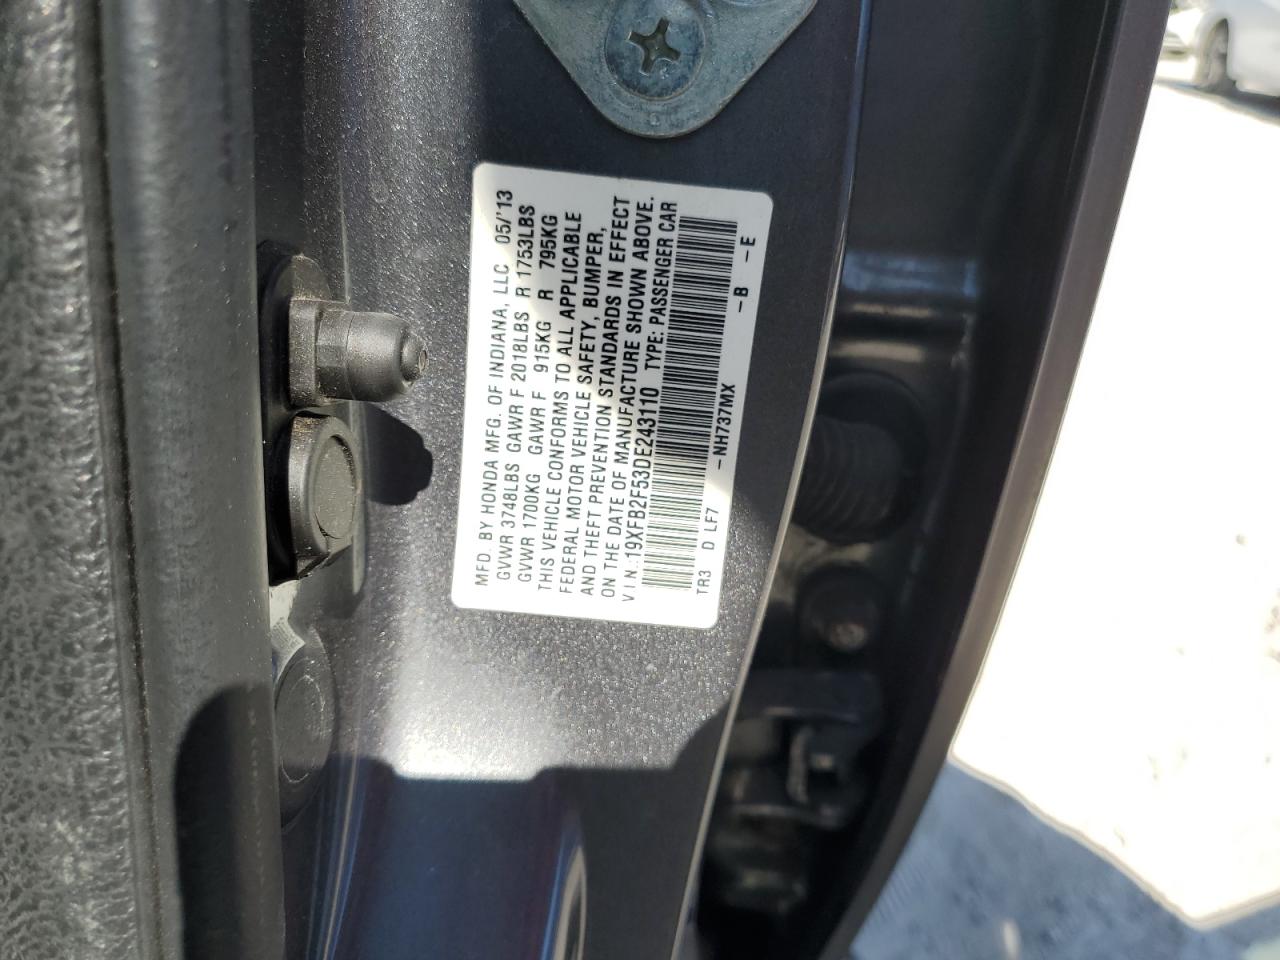 MFD. BY HONDA MFG. OF INDIANA, LLC 05/'13
GVWR 3748LBS GAWR F 2018LBS R 1753LBS
GVWR 1700KG GAWR F 915KG R 795KG
THIS VEHICLE CONFORMS TO ALL APPLICABLE
FEDERAL MOTOR VEHICLE SAFETY, BUMPER,
AND THEFT PREVENTION STANDARDS IN EFFECT
ON THE DATE OF MANUFACTURE SHOWN ABOVE.
V I N.:19XFB2F53DE243110 TYPE: PASSENGER CAR
TR3 D LF7 –NH737MX –B –E